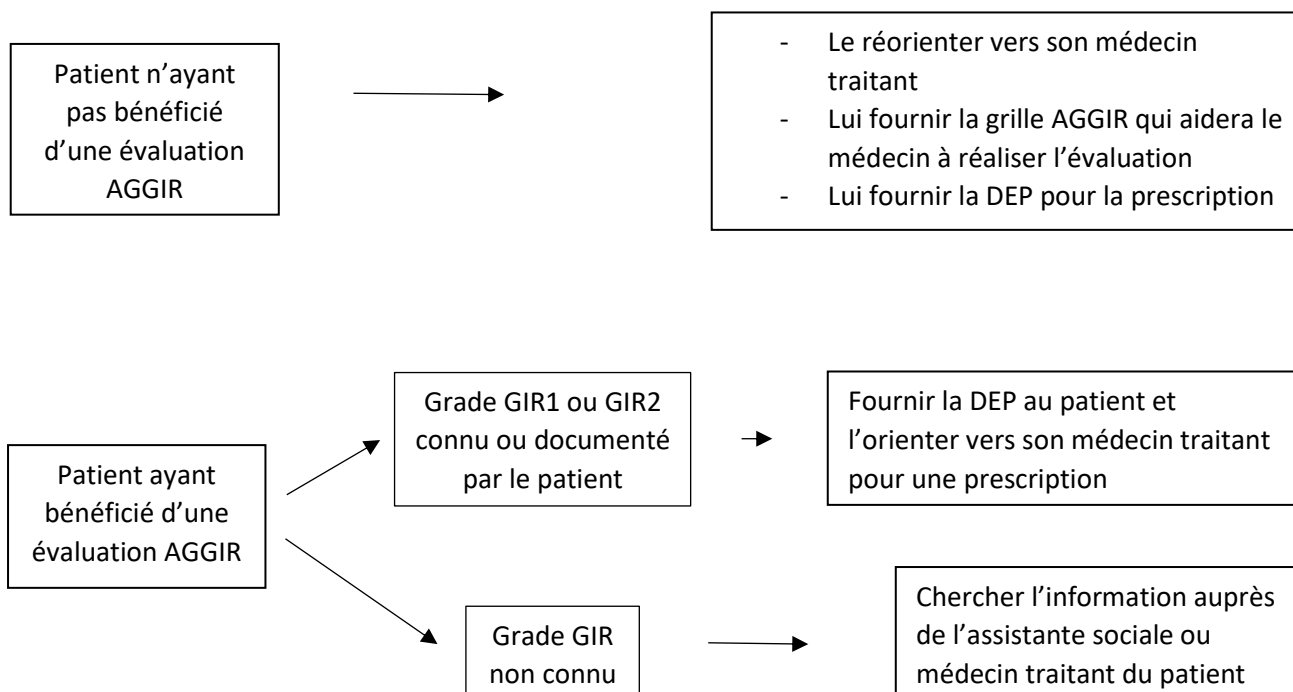 Patient n’ayant
pas bénéficié
d’une évaluation
AGGIR
- Le réorienter vers son médecin
traitant
- Lui fournir la grille AGGIR qui aidera le
médecin à réaliser l’évaluation
- Lui fournir la DEP pour la prescription
Patient ayant
bénéficié d’une
évaluation AGGIR
Grade GIR1 ou GIR2
connu ou documenté
par le patient
Fournir la DEP au patient et
l’orienter vers son médecin traitant
pour une prescription
Grade GIR
non connu
Chercher l’information auprès
de l’assistante sociale ou
médecin traitant du patient